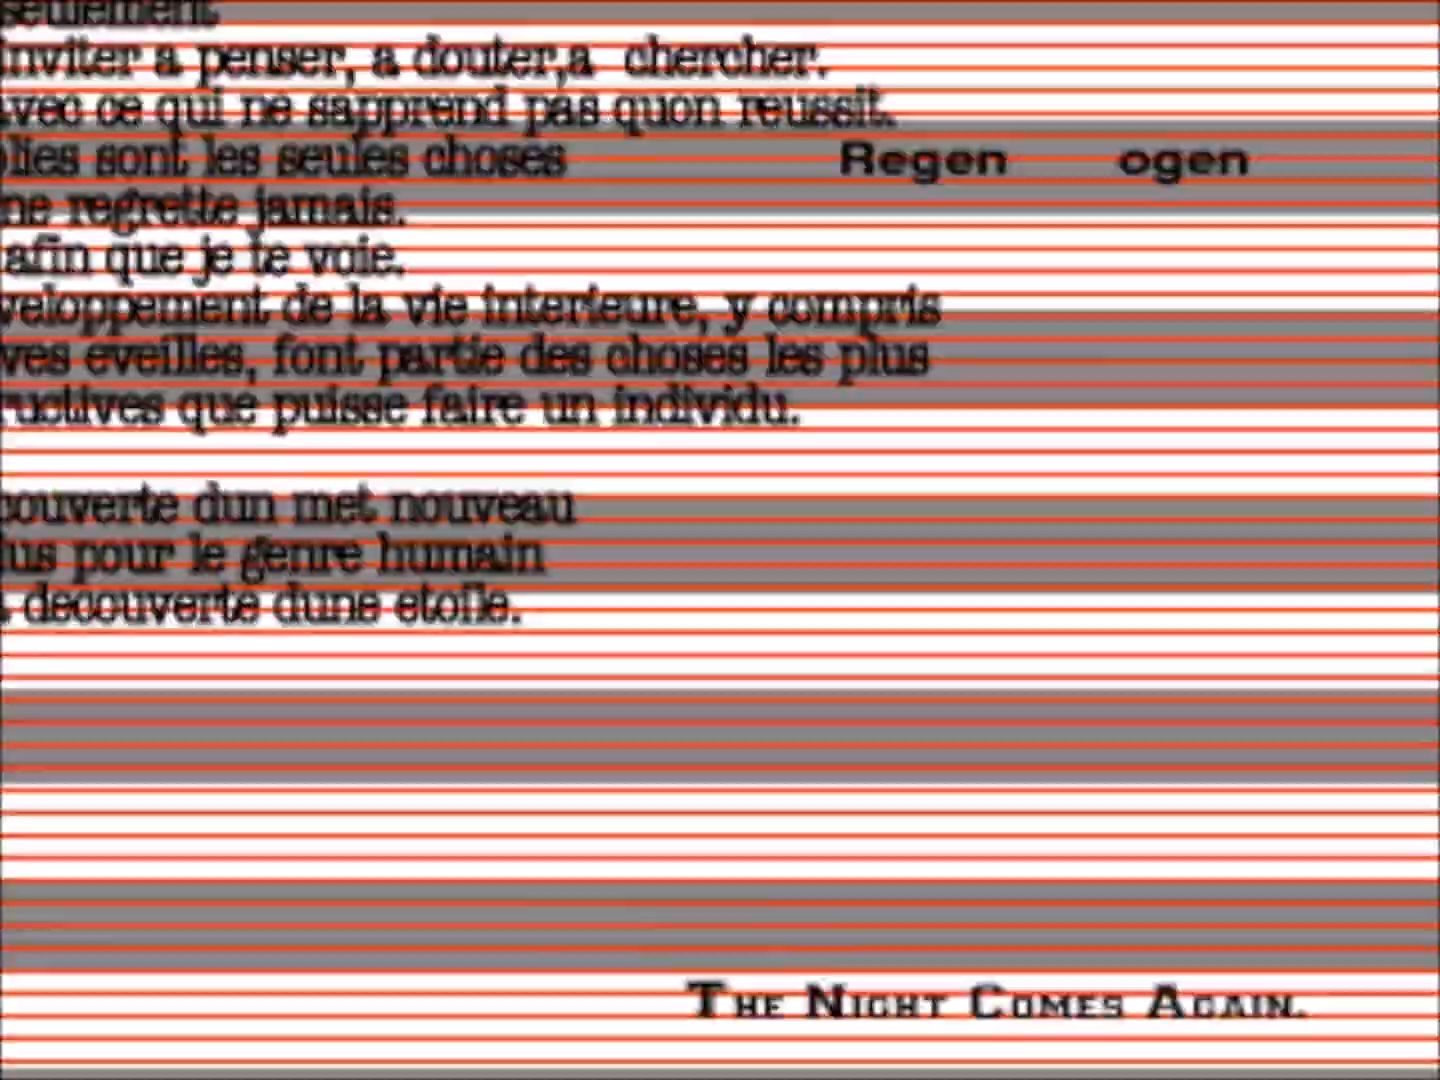 seulement
inviter a penser, a douter,a chercher.
avec ce qui ne sapprend pas quon reussit.
olies sont les seules choses
Regen ogen
ne regrette jamais.
afin que je te voie.
veloppement de la vie interieure, y compris
ves eveilles, font partie des choses les plus
ructives que puisse faire un individu.
couverte dun met nouveau
lus pour le genre humain
decouverte dune etoile.
The Night Comes Again.